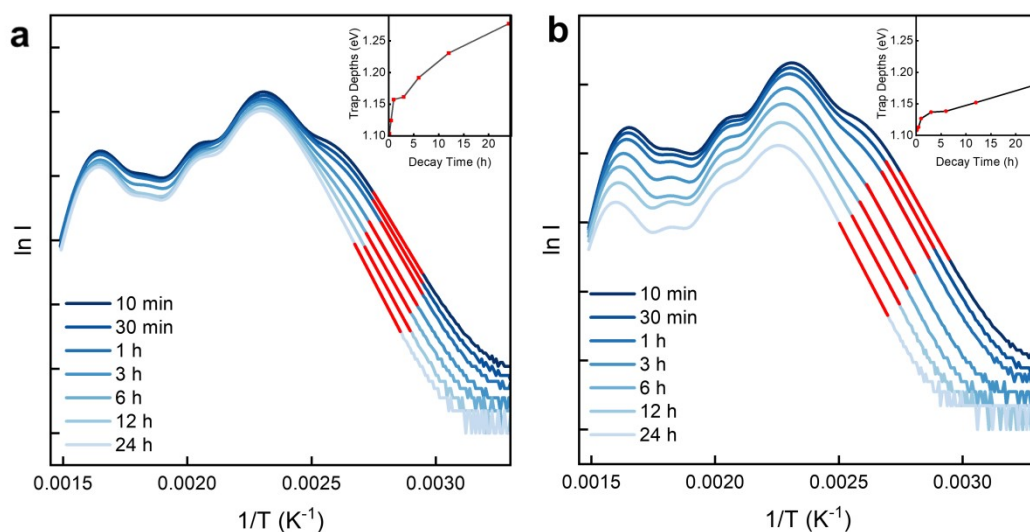 a
Trap Depths (eV)
1.25
1.20
1.15
1.10
0 5 10 15 20
Decay Time (h)
ln I
10 min
30 min
1 h
3 h
6 h
12 h
24 h
0.0015 0.0020 0.0025 0.0030
1/T (K⁻¹)
b
Trap Depths (eV)
1.25
1.20
1.15
1.10
0 5 10 15 20
Decay Time (h)
ln I
10 min
30 min
1 h
3 h
6 h
12 h
24 h
0.0015 0.0020 0.0025 0.0030
1/T (K⁻¹)